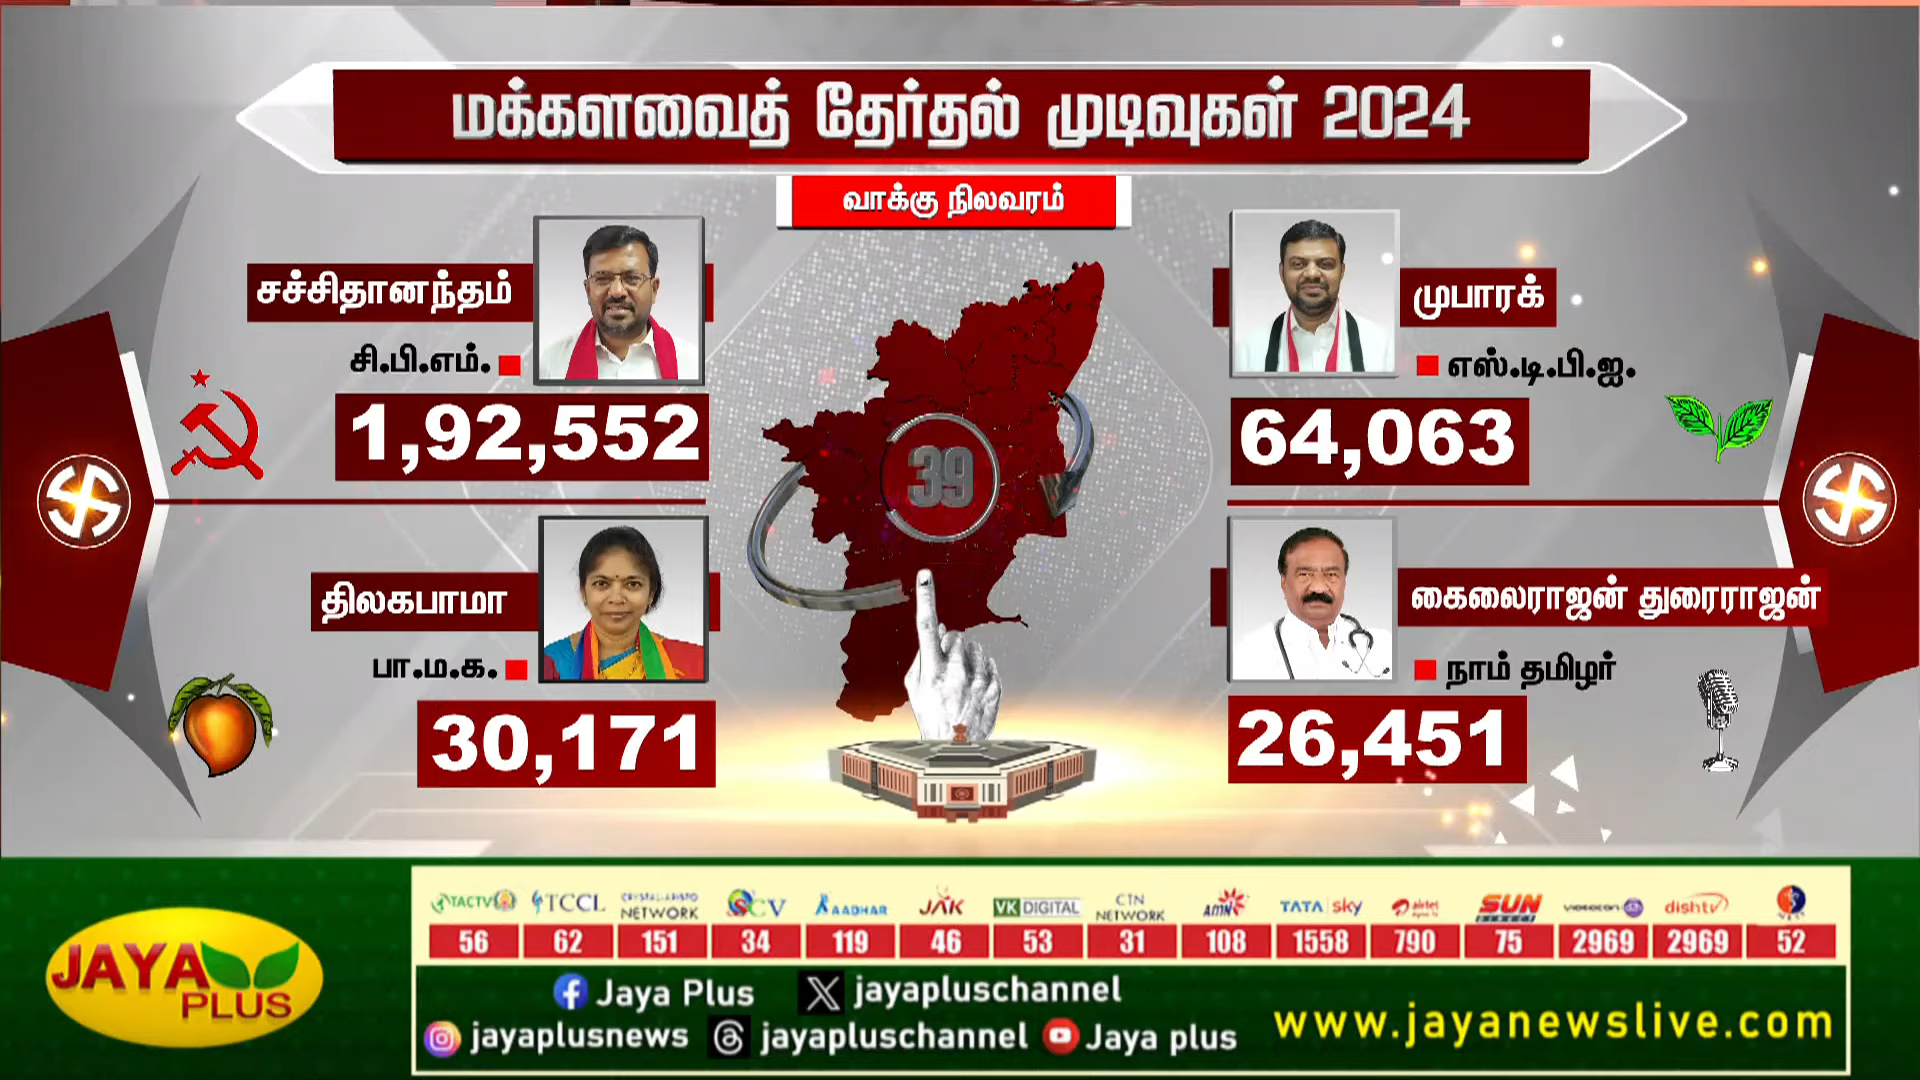 மக்களவைத் தேர்தல் முடிவுகள் 2024
வாக்கு நிலவரம்
சச்சிதானந்தம்
சி.பி.எம்.
1,92,552
முபாரக்
எஸ்.டி.பி.ஐ.
64,063
39
திலகபாமா
பா.ம.க.
30,171
கைலைராஜன் துரைராஜன்
நாம் தமிழர்
26,451
JAYA
PLUS
TACTV TCCL NETWORK SCV AADHAR JAK VK DIGITAL CTN NETWORK AMN TATA sky airtel SUN DIRECT VIDEOCON dishtv
56 62 151 34 119 46 53 31 108 1558 790 75 2969 2969 52
Jaya Plus jayapluschannel
jayaplusnews jayapluschannel Jaya plus
www.jayanewslive.com